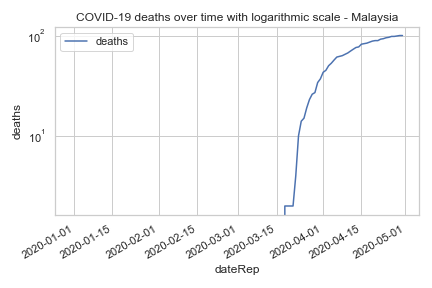 COVID-19 deaths over time with logarithmic scale - Malaysia
deaths
10²
10¹
deaths
2020-01-01
2020-01-15
2020-02-01
2020-02-15
2020-03-01
2020-03-15
2020-04-01
2020-04-15
2020-05-01
dateRep